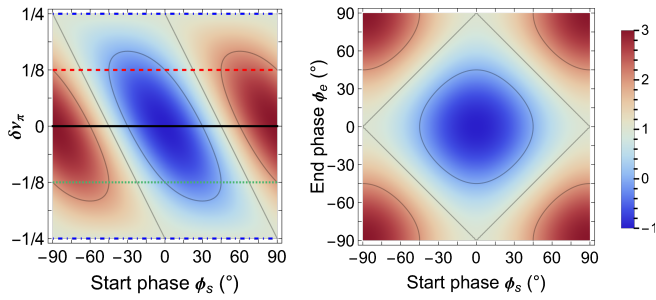 1/4
1/8
0
-1/8
-1/4
δν_π
-90 -60 -30 0 30 60 90
Start phase ϕ_s (°)
90
60
30
0
-30
-60
-90
End phase ϕ_e (°)
-90 -60 -30 0 30 60 90
Start phase ϕ_s (°)
3
2
1
0
-1